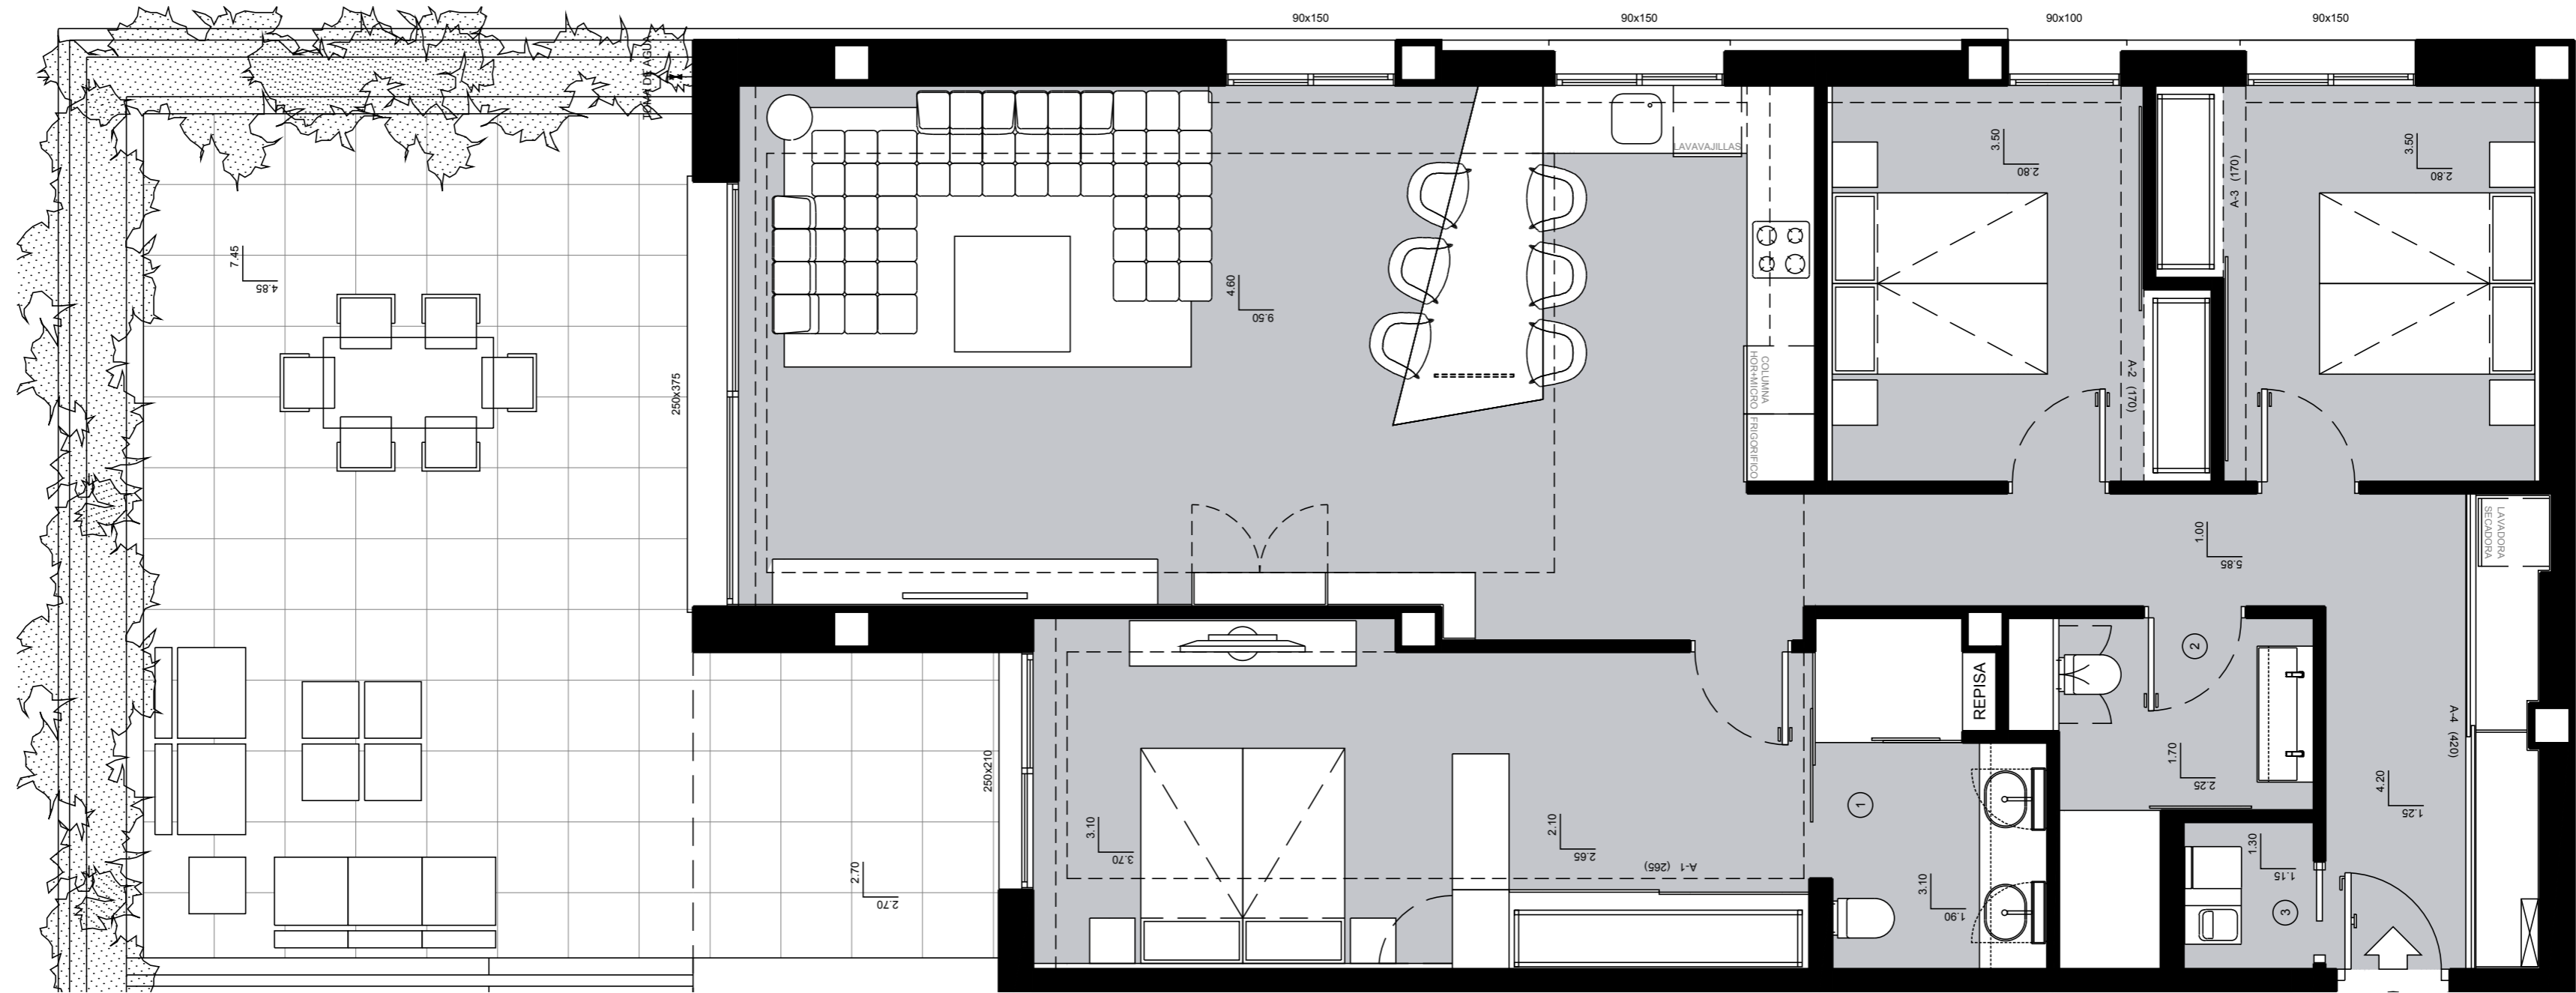 90x150
90x150
90x100
90x150
TOMA DE AGUA
LAVAVAJILLAS
3.50
2.80
A-3 (170)
3.50
2.80
7.45
4.85
4.60
9.50
250x375
COLUMNA
HOR+MICRO
FRIGORIFICO
A-2 (170)
LAVADORA
SECADORA
1.00
5.85
REPISA
2
A-4 (420)
250x210
1.70
2.25
4.20
1.25
1
3.10
3.70
2.10
2.65
A-1 (265)
2.70
2.70
3.10
1.90
1.30
1.15
3